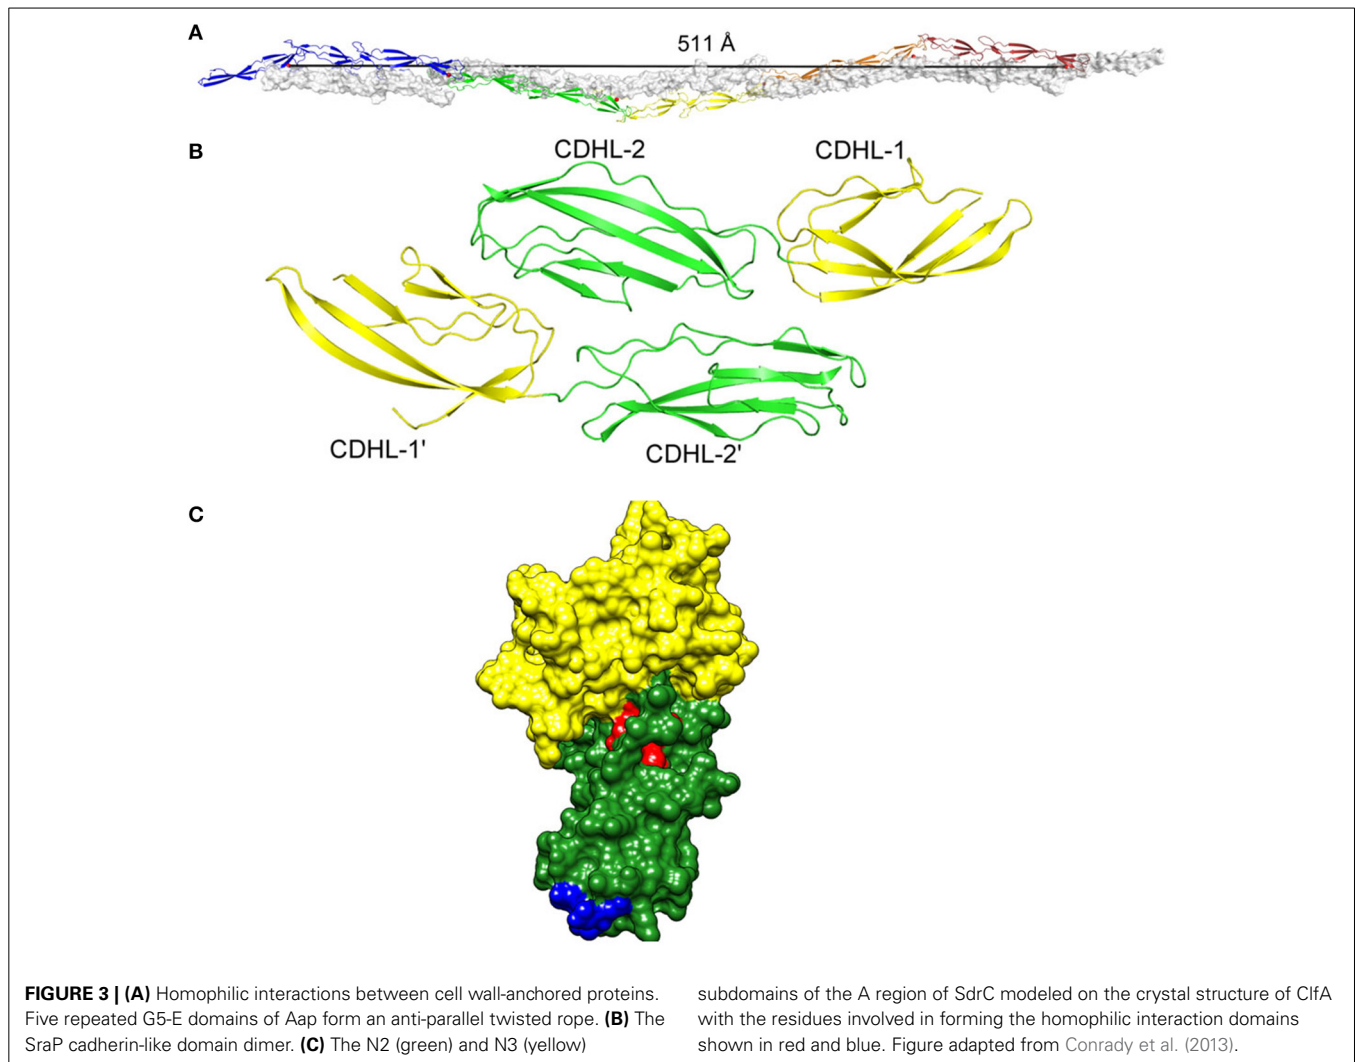 A
511 Å
B
CDHL-2
CDHL-1
CDHL-1'
CDHL-2'
C
FIGURE 3 | (A) Homophilic interactions between cell wall-anchored proteins.
Five repeated G5-E domains of Aap form an anti-parallel twisted rope. (B) The
SraP cadherin-like domain dimer. (C) The N2 (green) and N3 (yellow)
subdomains of the A region of SdrC modeled on the crystal structure of ClfA
with the residues involved in forming the homophilic interaction domains
shown in red and blue. Figure adapted from Conrady et al. (2013).